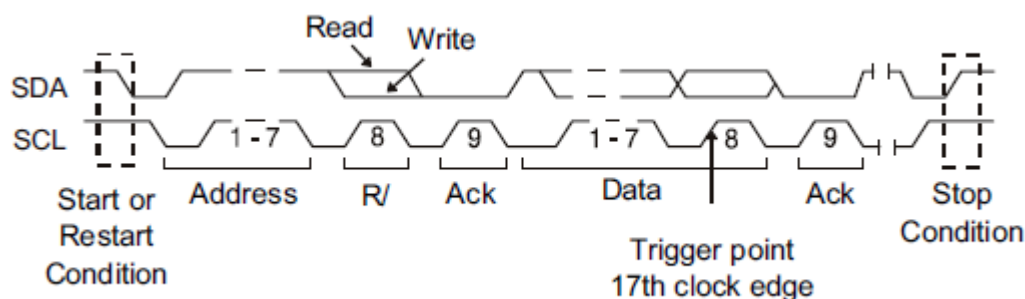 Read
Write
SDA
SCL
1 - 7
8
9
1 - 7
8
9
Address
R/
Ack
Data
Ack
Start or
Restart
Condition
Stop
Condition
Trigger point
17th clock edge